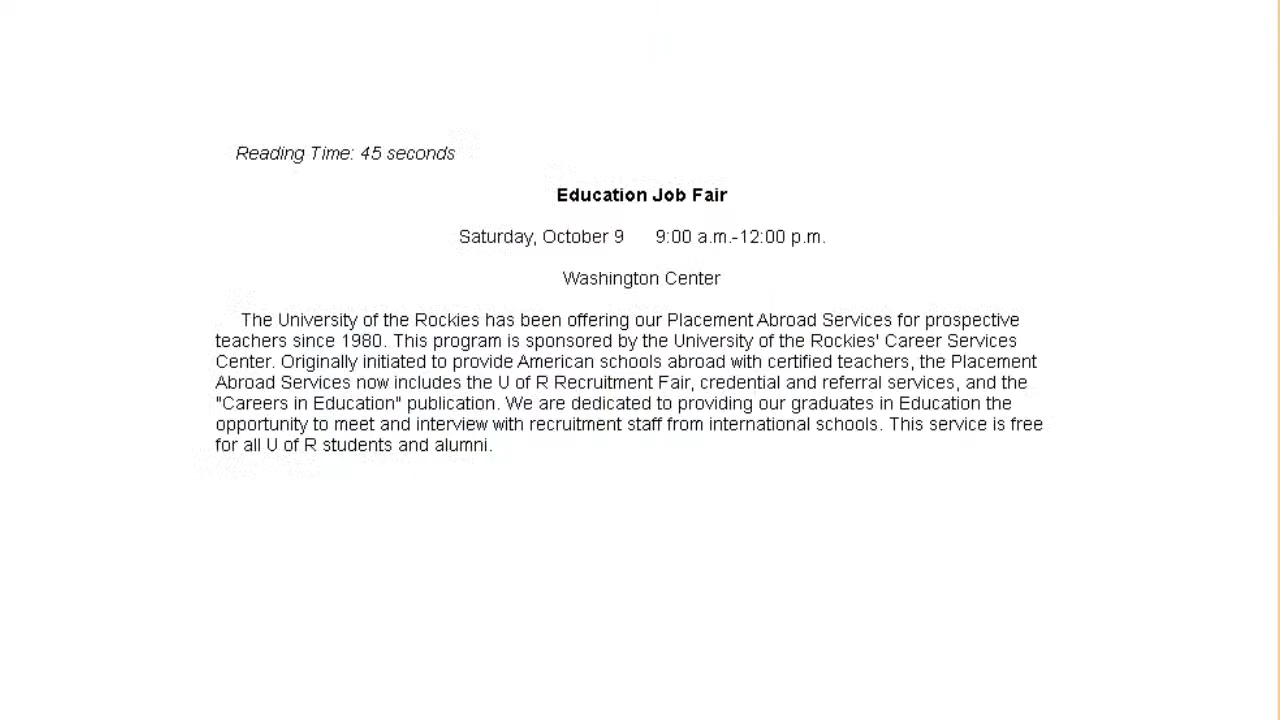 Reading Time: 45 seconds
Education Job Fair
Saturday, October 9 9:00 a.m.-12:00 p.m.
Washington Center
The University of the Rockies has been offering our Placement Abroad Services for prospective
teachers since 1980. This program is sponsored by the University of the Rockies' Career Services
Center. Originally initiated to provide American schools abroad with certified teachers, the Placement
Abroad Services now includes the U of R Recruitment Fair, credential and referral services, and the
"Careers in Education" publication. We are dedicated to providing our graduates in Education the
opportunity to meet and interview with recruitment staff from international schools. This service is free
for all U of R students and alumni.